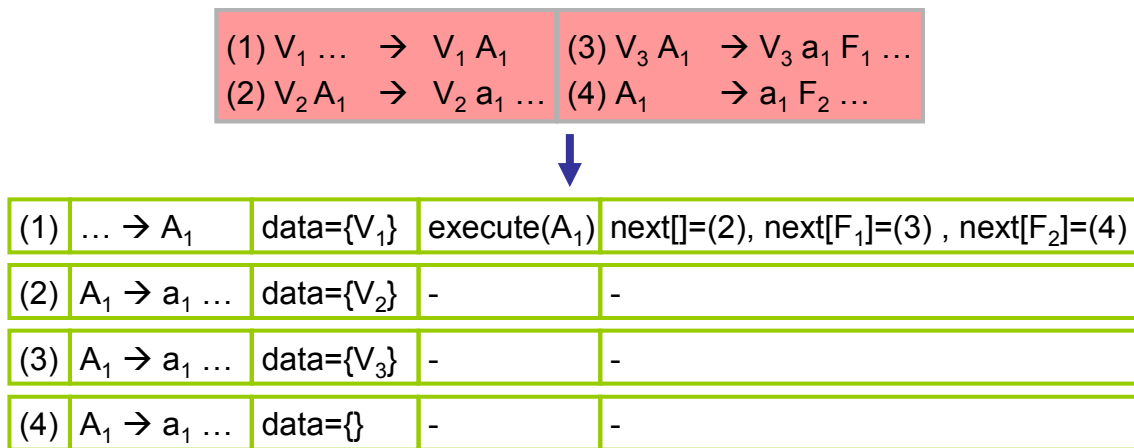 (1) V₁ … → V₁ A₁ (3) V₃ A₁ → V₃ a₁ F₁ …
(2) V₂ A₁ → V₂ a₁ … (4) A₁ → a₁ F₂ …
(1) … → A₁ data={V₁} execute(A₁) next[]=(2), next[F₁]=(3) , next[F₂]=(4)
(2) A₁ → a₁ … data={V₂} - -
(3) A₁ → a₁ … data={V₃} - -
(4) A₁ → a₁ … data={} - -